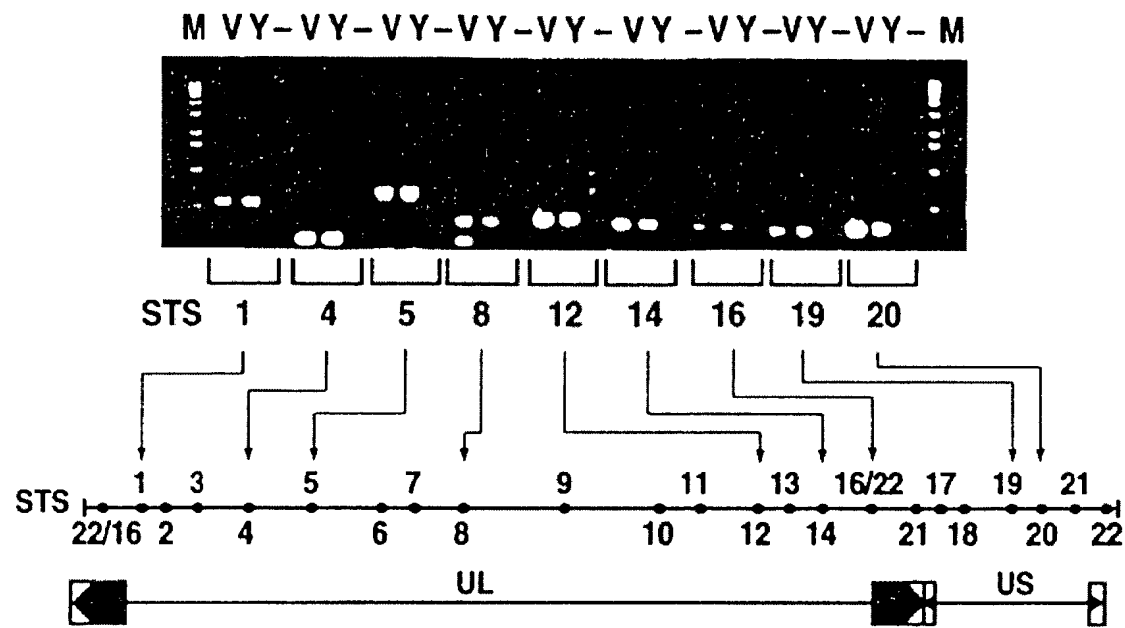 M V Y – V Y – V Y – V Y – V Y – V Y – V Y – V Y – V Y – M
STS 1 4 5 8 12 14 16 19 20
1 3 5 7 9 11 13 16/22 17 19 21
STS
22/16 2 4 6 8 10 12 14 21 18 20 22
UL US